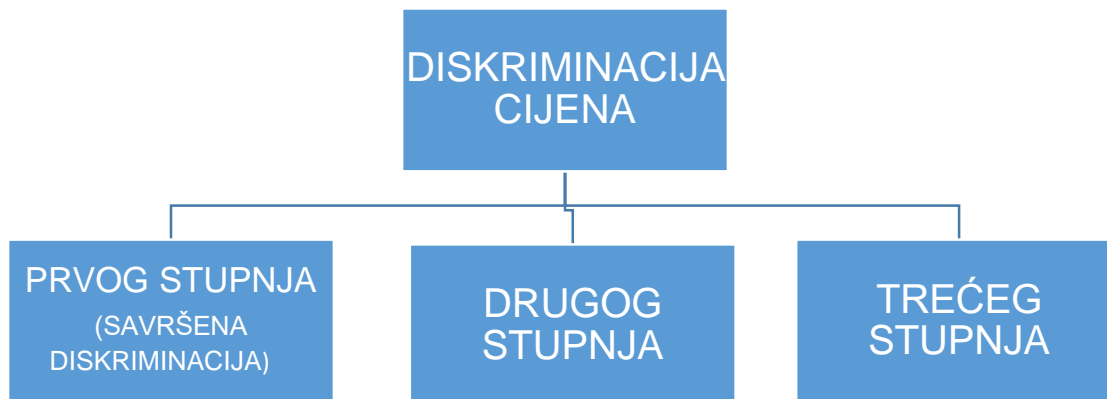 DISKRIMINACIJA
CIJENA
PRVOG STUPNJA
(SAVRŠENA
DISKRIMINACIJA)
DRUGOG
STUPNJA
TREĆEG
STUPNJA